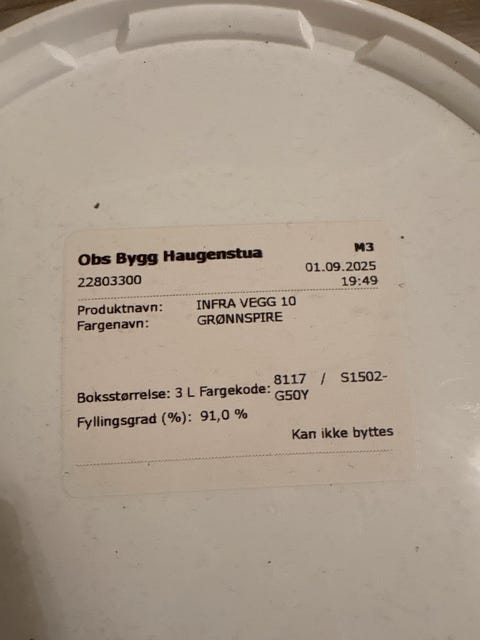 Obs Bygg Haugenstua M3
22803300 01.09.2025
19:49
Produktnavn: INFRA VEGG 10
Fargenavn: GRØNNSPIRE
Boksstørrelse: 3 L Fargekode: 8117 / S1502-
G50Y
Fyllingsgrad (%): 91,0 %
Kan ikke byttes